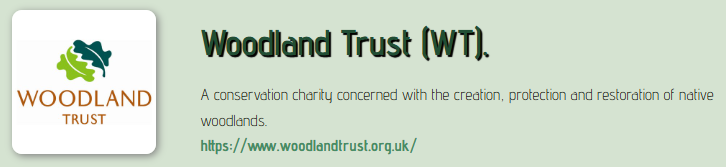 WOODLAND
TRUST
Woodland Trust (WT).
A conservation charity concerned with the creation, protection and restoration of native
woodlands.
https://www.woodlandtrust.org.uk/